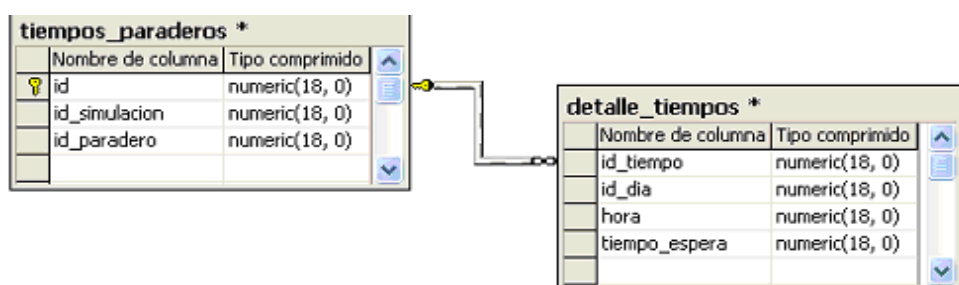 tiempos_paraderos *
Nombre de columna Tipo comprimido
id numeric(18, 0)
id_simulacion numeric(18, 0)
id_paradero numeric(18, 0)
detalle_tiempos *
Nombre de columna Tipo comprimido
id_tiempo numeric(18, 0)
id_dia numeric(18, 0)
hora numeric(18, 0)
tiempo_espera numeric(18, 0)